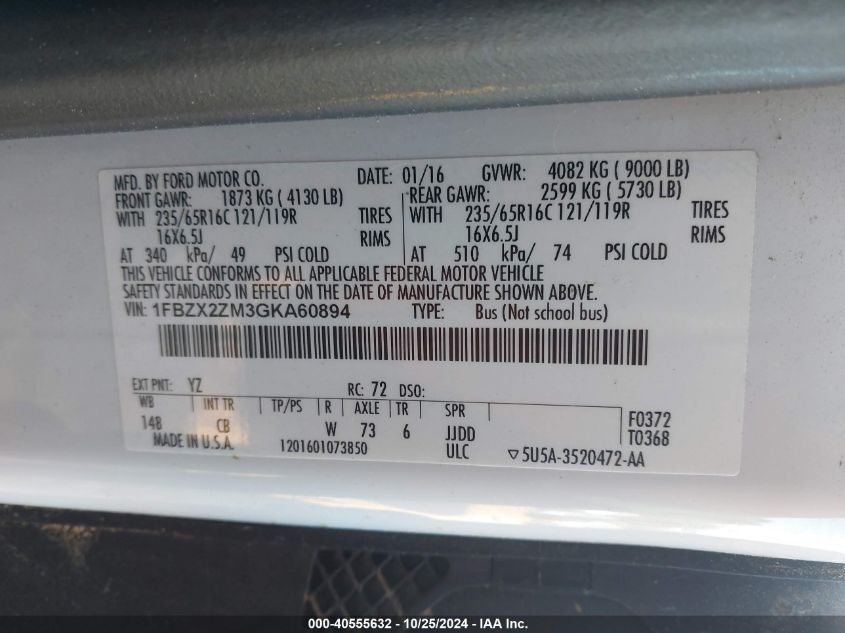 MFD. BY FORD MOTOR CO. DATE: 01/16 GVWR: 4082 KG ( 9000 LB)
FRONT GAWR: 1873 KG ( 4130 LB) REAR GAWR: 2599 KG ( 5730 LB)
WITH 235/65R16C 121/119R TIRES WITH 235/65R16C 121/119R TIRES
16X6.5J RIMS 16X6.5J RIMS
AT 340 kPa/ 49 PSI COLD AT 510 kPa/ 74 PSI COLD
THIS VEHICLE CONFORMS TO ALL APPLICABLE FEDERAL MOTOR VEHICLE
SAFETY STANDARDS IN EFFECT ON THE DATE OF MANUFACTURE SHOWN ABOVE.
VIN: 1FBZX2ZM3GKA60894 TYPE: Bus (Not school bus)
EXT PNT: YZ RC: 72 DSO:
WB INT TR TP/PS R AXLE TR SPR F0372
148 CB W 73 6 JJDD T0368
MADE IN U.S.A. 1201601073850 ULC ▽5U5A-3520472-AA
000-40555632 - 10/25/2024 - IAA Inc.